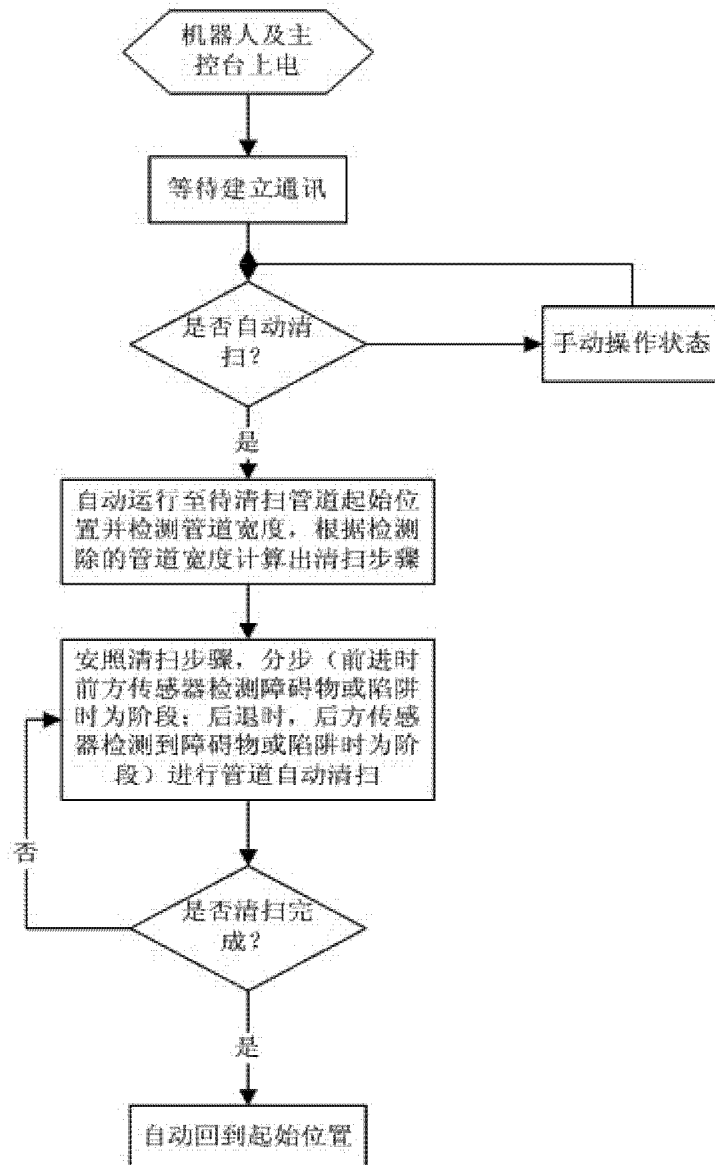 机器人及主
控台上电
等待建立通讯
是否自动清
扫？
手动操作状态
是
自动运行至待清扫管道起始位
置并检测管道宽度，根据检测
除的管道宽度计算出清扫步骤
安照清扫步骤，分步（前进时
前方传感器检测障碍物或陷阱
时为阶段；后退时，后方传感
器检测到障碍物或陷阱时为阶
段）进行管道自动清扫
否
是否清扫完
成？
是
自动回到起始位置